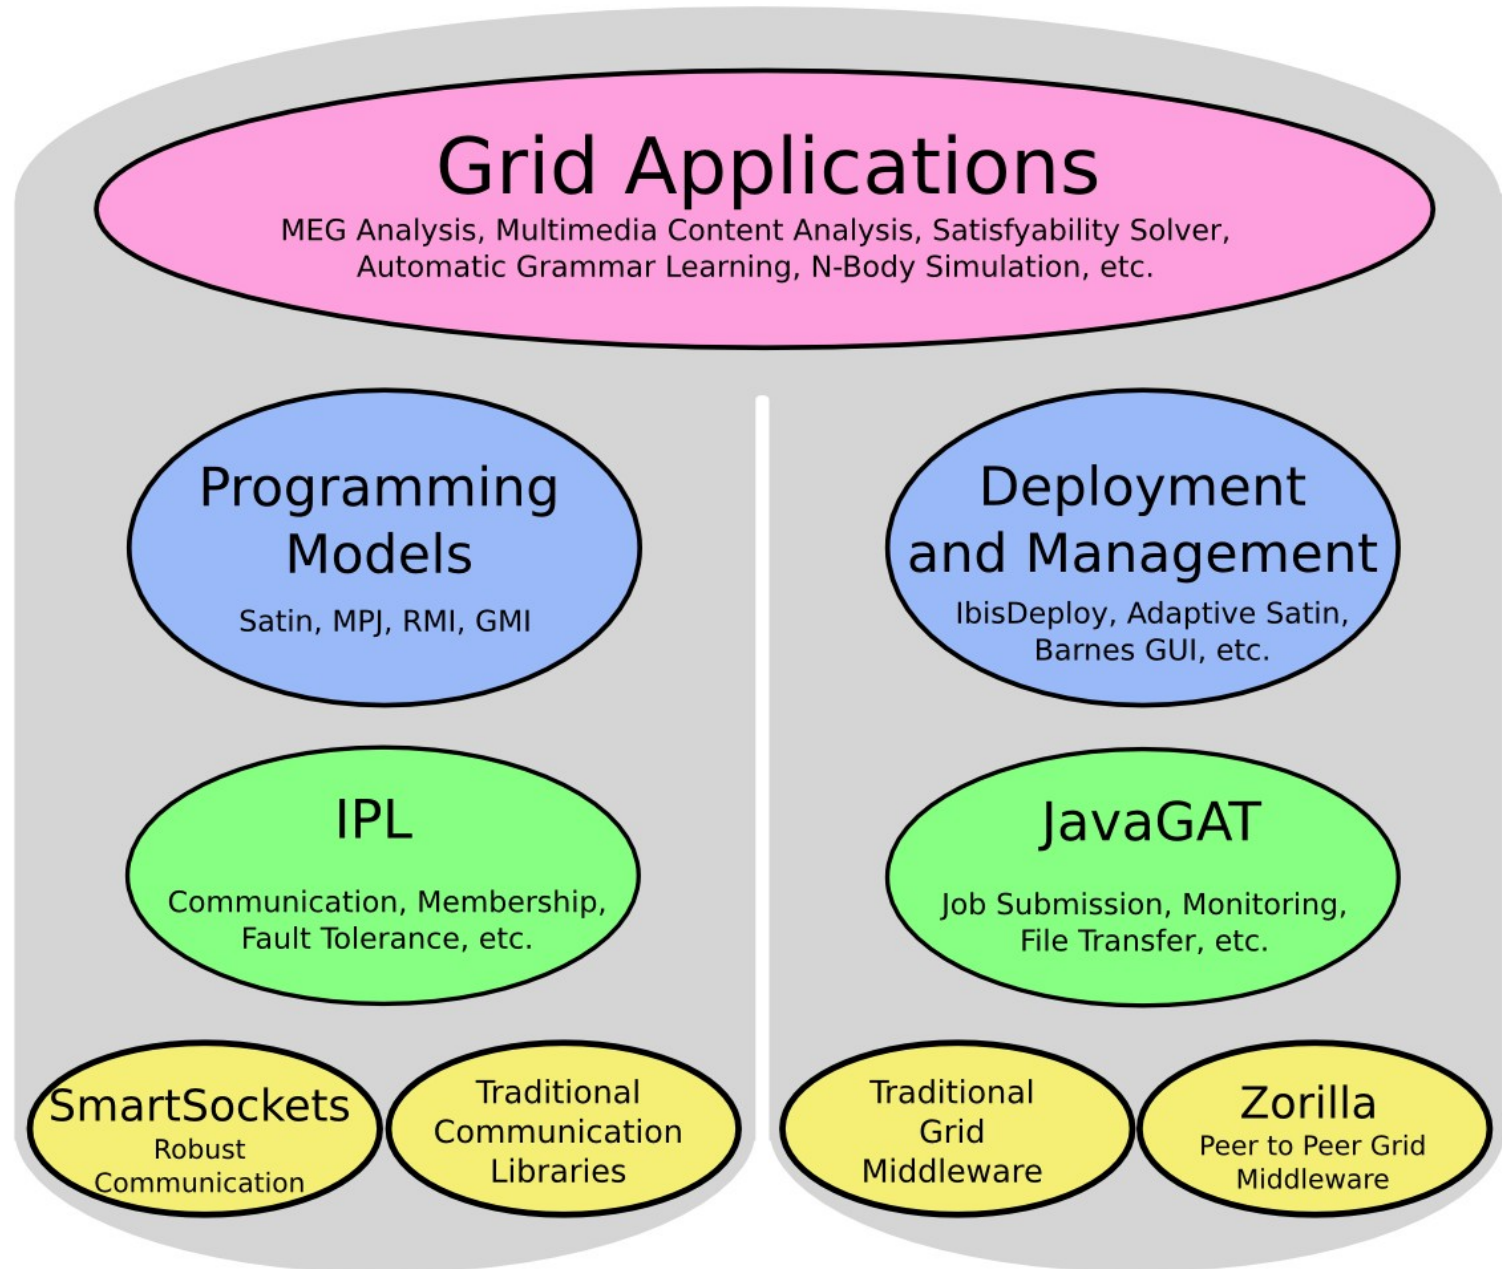 Grid Applications
MEG Analysis, Multimedia Content Analysis, Satisfyability Solver,
Automatic Grammar Learning, N-Body Simulation, etc.
Programming
Models
Satin, MPJ, RMI, GMI
Deployment
and Management
IbisDeploy, Adaptive Satin,
Barnes GUI, etc.
IPL
Communication, Membership,
Fault Tolerance, etc.
JavaGAT
Job Submission, Monitoring,
File Transfer, etc.
SmartSockets
Robust
Communication
Traditional
Communication
Libraries
Traditional
Grid
Middleware
Zorilla
Peer to Peer Grid
Middleware